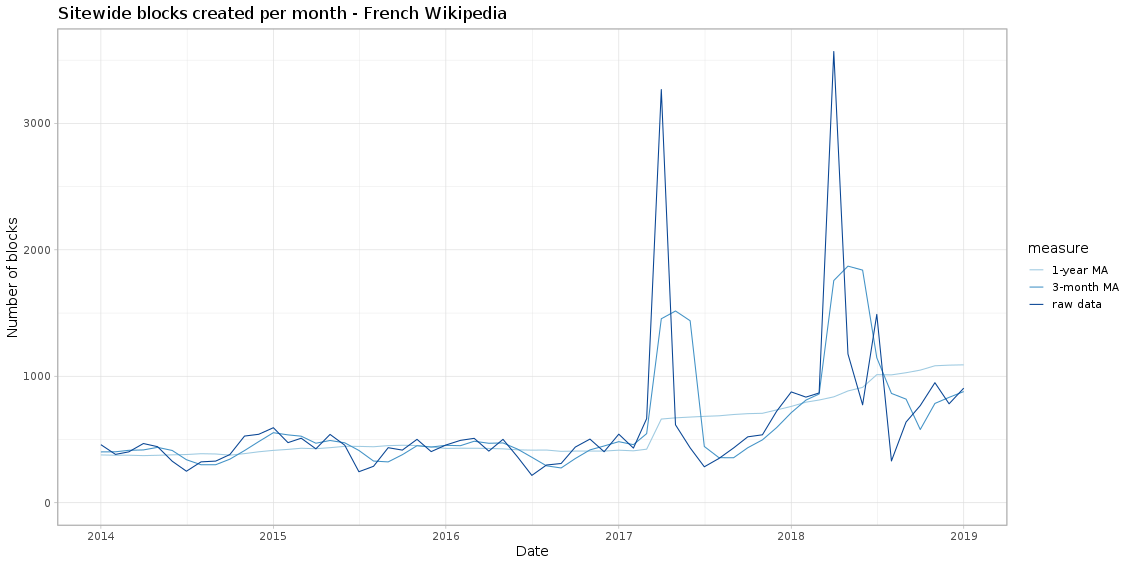 Sitewide blocks created per month - French Wikipedia
Number of blocks
3000
2000
1000
0
2014 2015 2016 2017 2018 2019
Date
measure
1-year MA
3-month MA
raw data